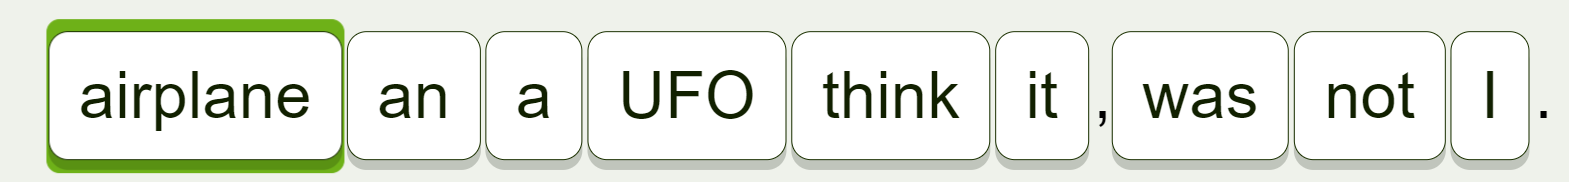 airplane an a UFO think it , was not I .